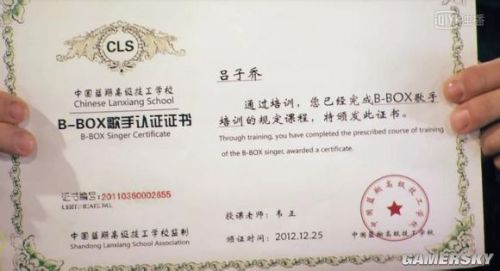 CLS
中国蓝翔高级技工学校
Chinese Lanxiang School
B-BOX歌手认证证书
B-BOX Singer Certificate
证书编号:20110360002655
CERTIFICATE
中国蓝翔高级技工学校监制
Shandong Lanxiang School Association
吕子乔
通过培训,您已经完成B-BOX歌手
培训的规定课程,特颁发此证书。
Through training, you have completed the prescribed course of training
of the B-BOX singer, awarded a certificate.
授课老师:韦正
颁证时间:2012.12.25
中国蓝翔高级技工学校
GAMERSKY